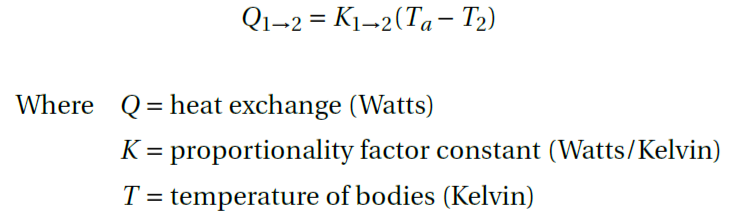 Q₁→₂ = K₁→₂(Tₐ − T₂)
Where Q = heat exchange (Watts)
K = proportionality factor constant (Watts/Kelvin)
T = temperature of bodies (Kelvin)